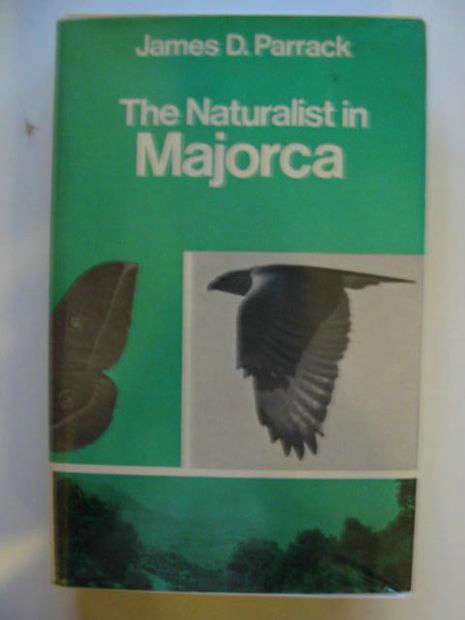 James D. Parrack
The Naturalist in
Majorca